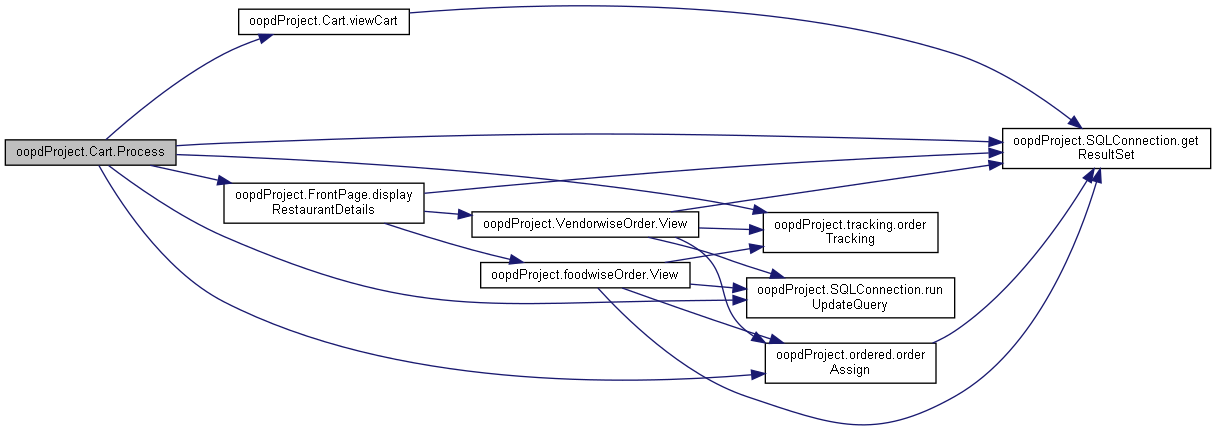 oopdProject.Cart.viewCart
oopdProject.SQLConnection.get
ResultSet
oopdProject.Cart.Process
oopdProject.FrontPage.display
RestaurantDetails
oopdProject.VendorwiseOrder.View
oopdProject.tracking.order
Tracking
oopdProject.foodwiseOrder.View
oopdProject.SQLConnection.run
UpdateQuery
oopdProject.ordered.order
Assign